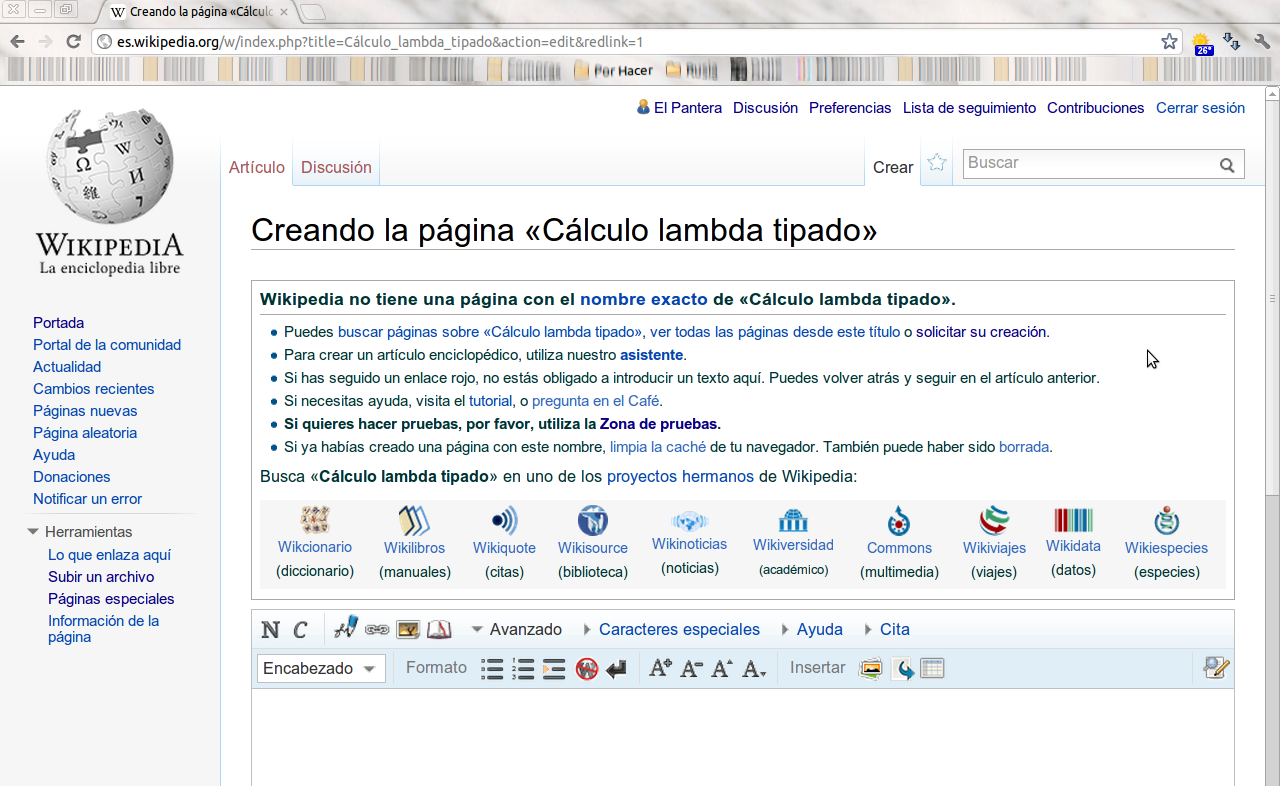 Creando la página «Cálculo
es.wikipedia.org/w/index.php?title=Cálculo_lambda_tipado&action=edit&redlink=1
26°
Por Hacer
El Pantera Discusión Preferencias Lista de seguimiento Contribuciones Cerrar sesión
Artículo Discusión Crear Buscar
WIKIPEDIA
La enciclopedia libre
Creando la página «Cálculo lambda tipado»
Wikipedia no tiene una página con el nombre exacto de «Cálculo lambda tipado».
Puedes buscar páginas sobre «Cálculo lambda tipado», ver todas las páginas desde este título o solicitar su creación.
Para crear un artículo enciclopédico, utiliza nuestro asistente.
Si has seguido un enlace rojo, no estás obligado a introducir un texto aquí. Puedes volver atrás y seguir en el artículo anterior.
Si necesitas ayuda, visita el tutorial, o pregunta en el Café.
Si quieres hacer pruebas, por favor, utiliza la Zona de pruebas.
Si ya habías creado una página con este nombre, limpia la caché de tu navegador. También puede haber sido borrada.
Busca «Cálculo lambda tipado» en uno de los proyectos hermanos de Wikipedia:
Wikcionario Wikilibros Wikiquote Wikisource Wikinoticias Wikiversidad Commons Wikiviajes Wikidata Wikiespecies
(diccionario) (manuales) (citas) (biblioteca) (noticias) (académico) (multimedia) (viajes) (datos) (especies)
Portada
Portal de la comunidad
Actualidad
Cambios recientes
Páginas nuevas
Página aleatoria
Ayuda
Donaciones
Notificar un error
Herramientas
Lo que enlaza aquí
Subir un archivo
Páginas especiales
Información de la
página
N C Avanzado Caracteres especiales Ayuda Cita
Encabezado Formato A A A A Insertar